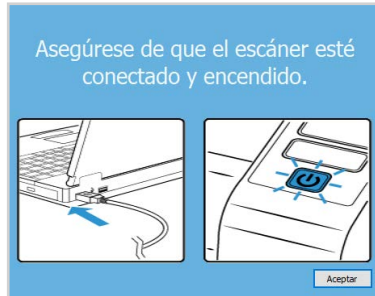 Asegúrese de que el escáner esté
conectado y encendido.
Aceptar